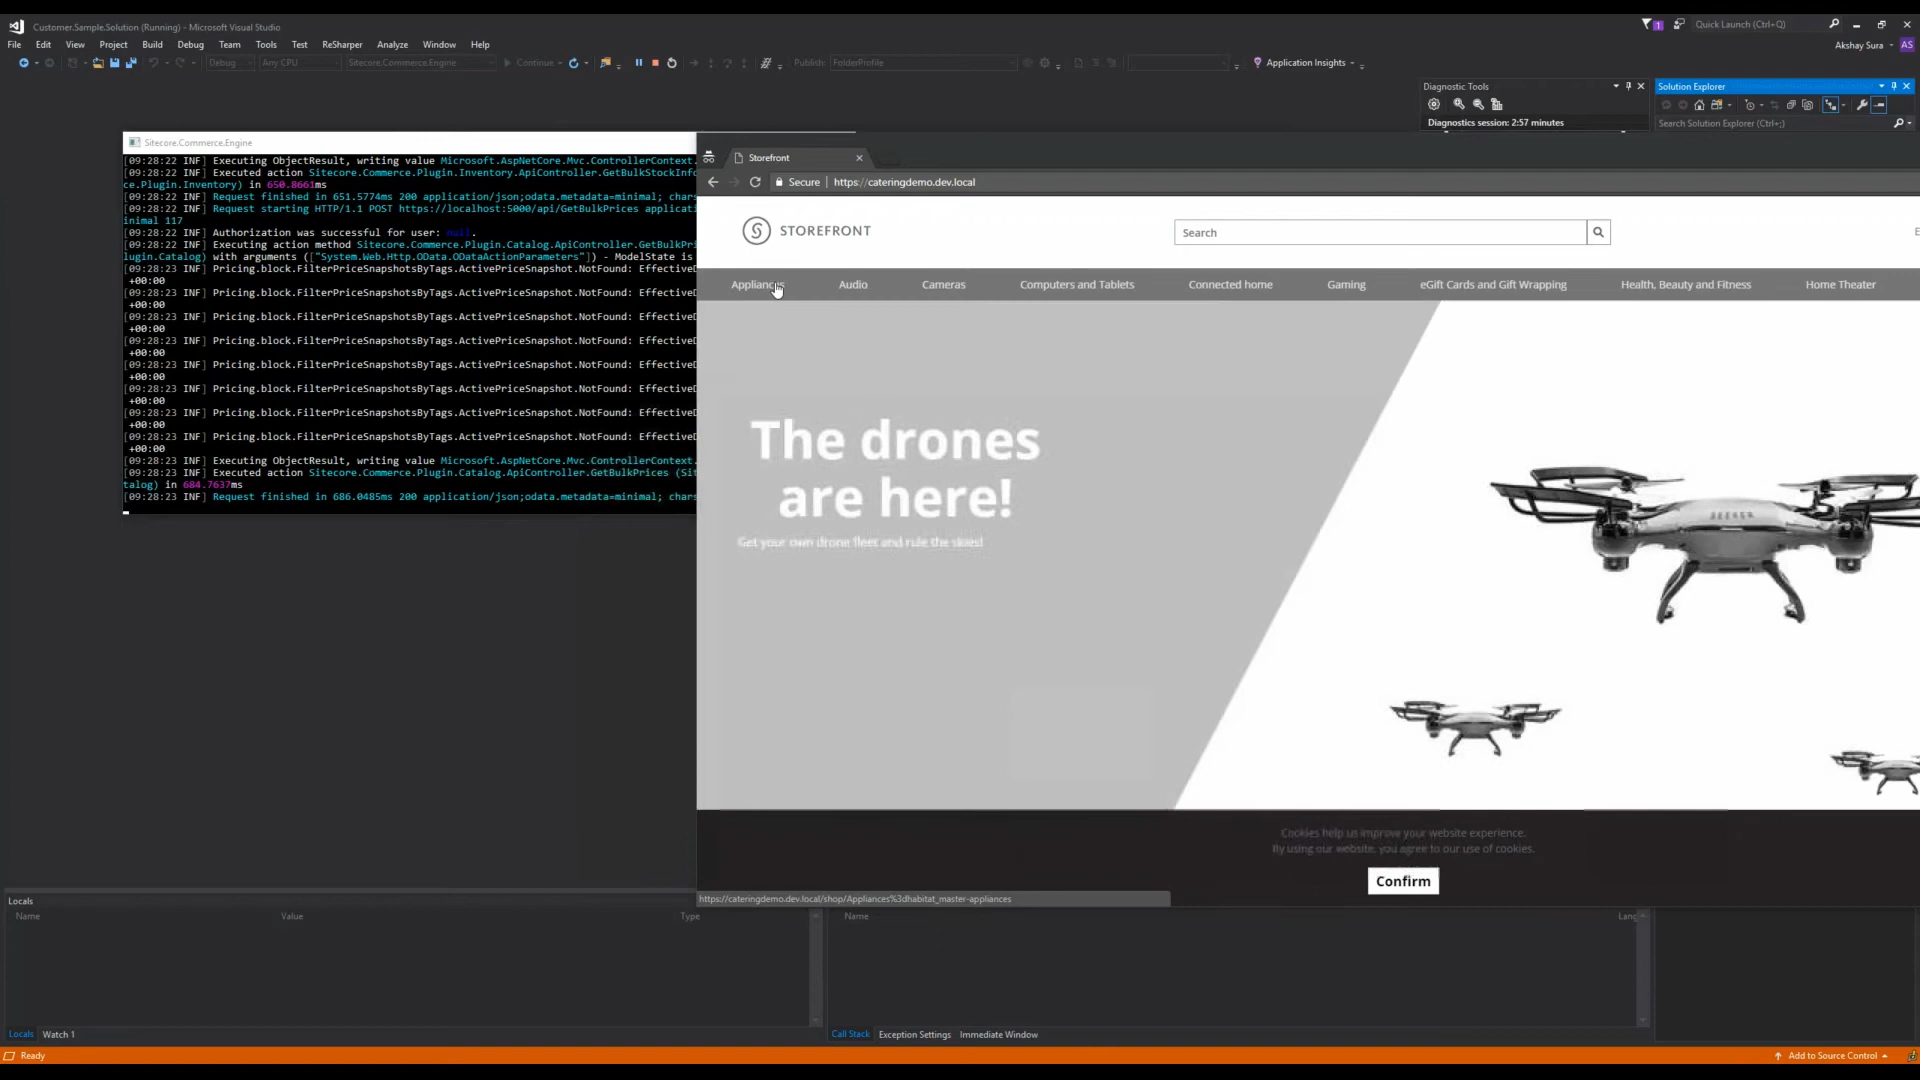 Customer.Sample.Solution (Running) - Microsoft Visual Studio
1
Quick Launch (Ctrl+Q)
File Edit View Project Build Debug Team Tools Test ReSharper Analyze Window Help
Akshay Sura AS
Debug Any CPU Sitecore.Commerce.Engine Continue Publish: FolderProfile Application Insights
Diagnostic Tools
Solution Explorer
Diagnostics session: 2:57 minutes
Search Solution Explorer (Ctrl+;)
Sitecore.Commerce.Engine
[09:28:22 INF] Executing ObjectResult, writing value Microsoft.AspNetCore.Mvc.ControllerContext.
[09:28:22 INF] Executed action Sitecore.Commerce.Plugin.Inventory.ApiController.GetBulkStockInfo
ce.Plugin.Inventory) in 650.8661ms
[09:28:22 INF] Request finished in 651.5774ms 200 application/json;odata.metadata=minimal; chars
[09:28:22 INF] Request starting HTTP/1.1 POST https://localhost:5000/api/GetBulkPrices applicati
inimal 117
[09:28:22 INF] Authorization was successful for user: null.
[09:28:22 INF] Executing action method Sitecore.Commerce.Plugin.Catalog.ApiController.GetBulkPri
lugin.Catalog) with arguments (["System.Web.Http.OData.ODataActionParameters"]) - ModelState is
[09:28:23 INF] Pricing.block.FilterPriceSnapshotsByTags.ActivePriceSnapshot.NotFound: EffectiveD
+00:00
[09:28:23 INF] Pricing.block.FilterPriceSnapshotsByTags.ActivePriceSnapshot.NotFound: EffectiveD
+00:00
[09:28:23 INF] Pricing.block.FilterPriceSnapshotsByTags.ActivePriceSnapshot.NotFound: EffectiveD
+00:00
[09:28:23 INF] Pricing.block.FilterPriceSnapshotsByTags.ActivePriceSnapshot.NotFound: EffectiveD
+00:00
[09:28:23 INF] Pricing.block.FilterPriceSnapshotsByTags.ActivePriceSnapshot.NotFound: EffectiveD
+00:00
[09:28:23 INF] Pricing.block.FilterPriceSnapshotsByTags.ActivePriceSnapshot.NotFound: EffectiveD
+00:00
[09:28:23 INF] Pricing.block.FilterPriceSnapshotsByTags.ActivePriceSnapshot.NotFound: EffectiveD
+00:00
[09:28:23 INF] Pricing.block.FilterPriceSnapshotsByTags.ActivePriceSnapshot.NotFound: EffectiveD
+00:00
[09:28:23 INF] Executing ObjectResult, writing value Microsoft.AspNetCore.Mvc.ControllerContext.
[09:28:23 INF] Executed action Sitecore.Commerce.Plugin.Catalog.ApiController.GetBulkPrices (Sit
talog) in 684.7637ms
[09:28:23 INF] Request finished in 686.0485ms 200 application/json;odata.metadata=minimal; chars
Storefront
Secure https://cateringdemo.dev.local
STOREFRONT
Search
E
Appliances Audio Cameras Computers and Tablets Connected home Gaming eGift Cards and Gift Wrapping Health, Beauty and Fitness Home Theater
The drones
are here!
Get your own drone fleet and rule the skies!
SEEKER
Cookies help us improve your website experience.
By using our website, you agree to our use of cookies.
Confirm
https://cateringdemo.dev.local/shop/Appliances%3dhabitat_master-appliances
Locals
Name Value Type
Name Lang
Locals Watch 1
Call Stack Exception Settings Immediate Window
Ready
Add to Source Control